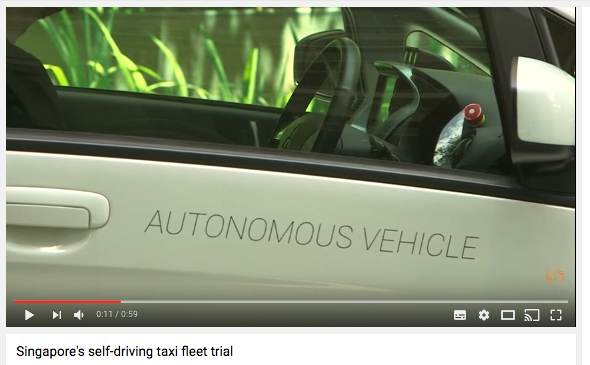 AUTONOMOUS VEHICLE
0:11 / 0:59
Singapore's self-driving taxi fleet trial